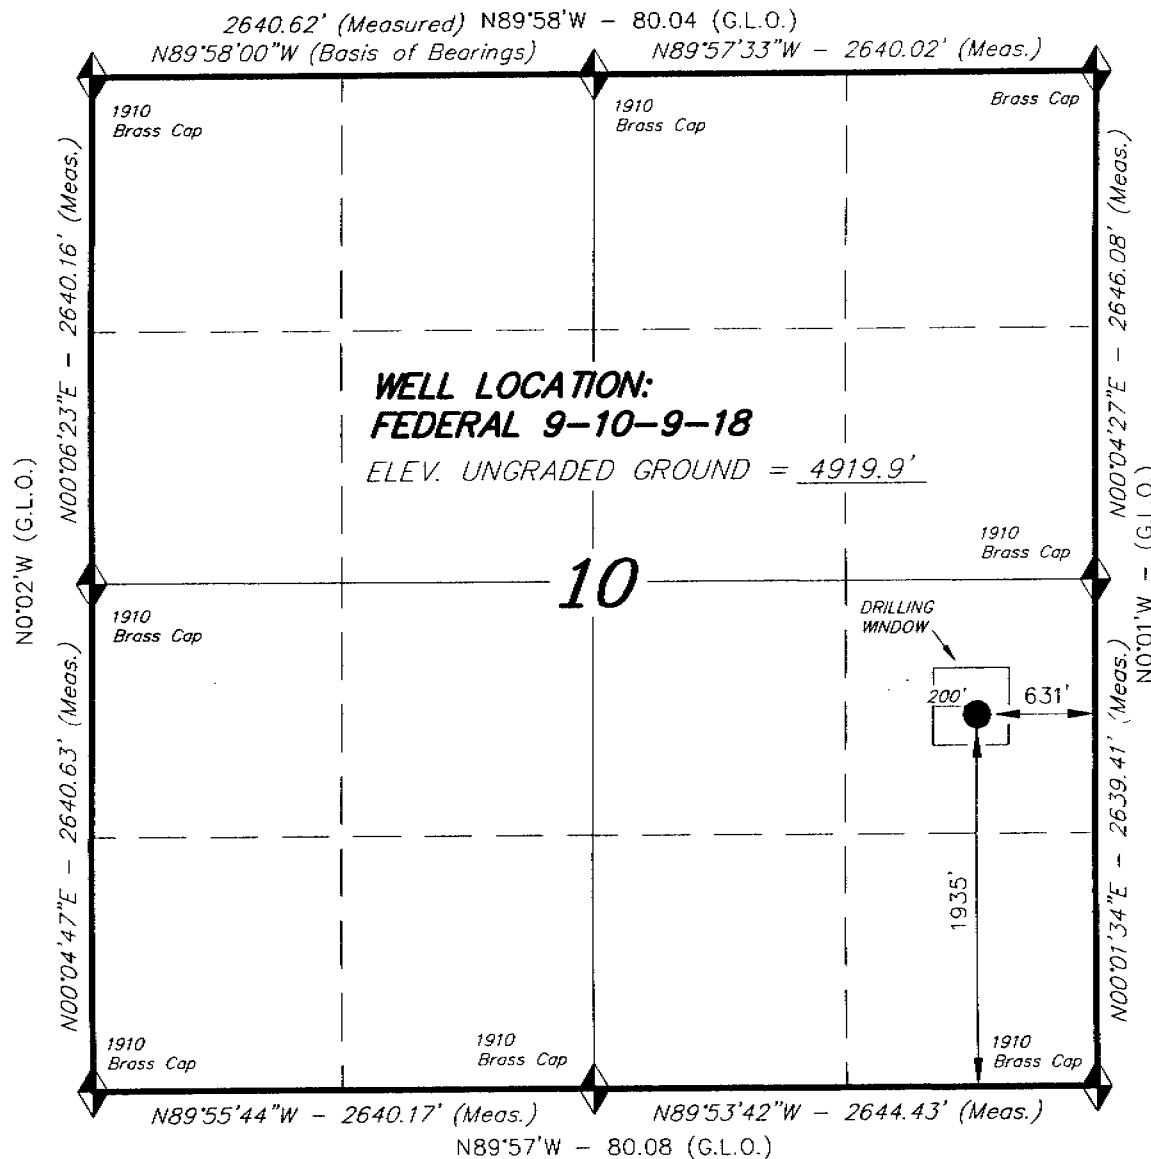 2640.62' (Measured) N89°58'W – 80.04 (G.L.O.)
N89°58'00"W (Basis of Bearings)
N89°57'33"W – 2640.02' (Meas.)
1910
Brass Cap
1910
Brass Cap
Brass Cap
N00°06'23"E – 2640.16' (Meas.)
N00°04'27"E – 2646.08' (Meas.)
WELL LOCATION:
FEDERAL 9–10–9–18
ELEV. UNGRADED GROUND = 4919.9'
N0°02'W (G.L.O.)
N0°01'W – (G.L.O.)
1910
Brass Cap
10
1910
Brass Cap
DRILLING
WINDOW
200'
631'
N00°04'47"E – 2640.63' (Meas.)
N00°01'34"E – 2639.41' (Meas.)
1935'
1910
Brass Cap
1910
Brass Cap
1910
Brass Cap
N89°55'44"W – 2640.17' (Meas.)
N89°53'42"W – 2644.43' (Meas.)
N89°57'W – 80.08 (G.L.O.)